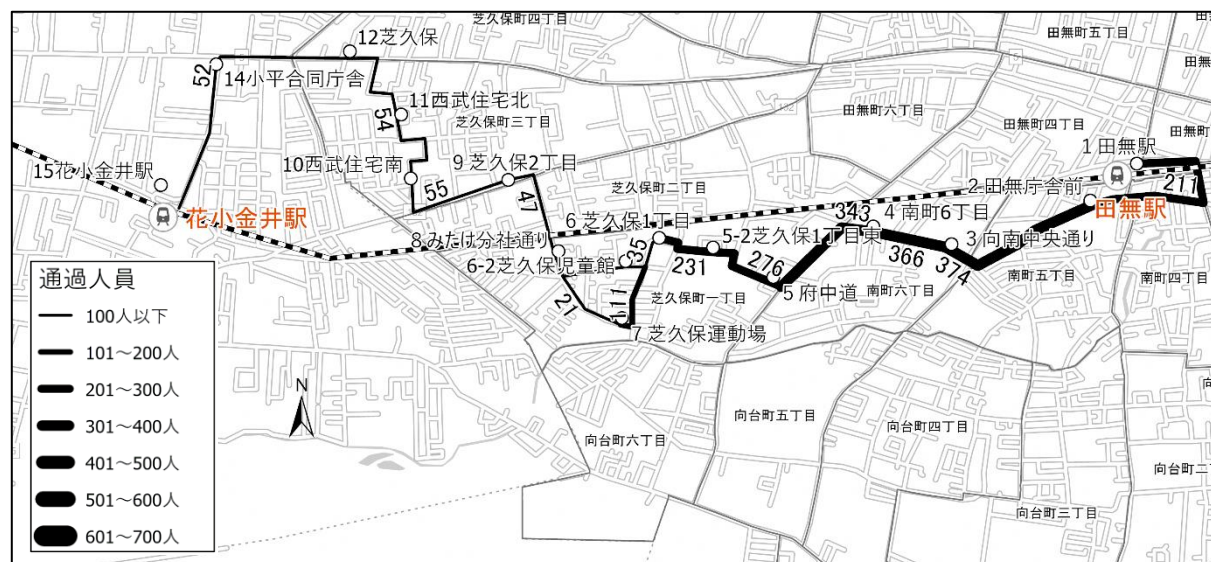 芝久保町四丁目
田無町五丁目
田無
12芝久保
52
14小平合同庁舎
11西武住宅北
54
芝久保町三丁目
田無町六丁目
田無町四丁目
田無町
1田無駅
10西武住宅南
9 芝久保2丁目
15花小金井駅
55
47
芝久保町二丁目
2 田無庁舎前
211
花小金井駅
6 芝久保1丁目
343
4 南町6丁目
田無駅
8みたけ分社通り
35
5-2芝久保1丁目東
3 向南中央通り
366
374
6-2芝久保児童館
231
276
南町五丁目
南町四丁目
通過人員
21
111
芝久保町一丁目
5 府中道
南町六丁目
100人以下
7 芝久保運動場
101～200人
201～300人
N
301～400人
向台町五丁目
向台町四丁目
向台町六丁目
401～500人
向台町二丁
501～600人
向台町三丁目
601～700人